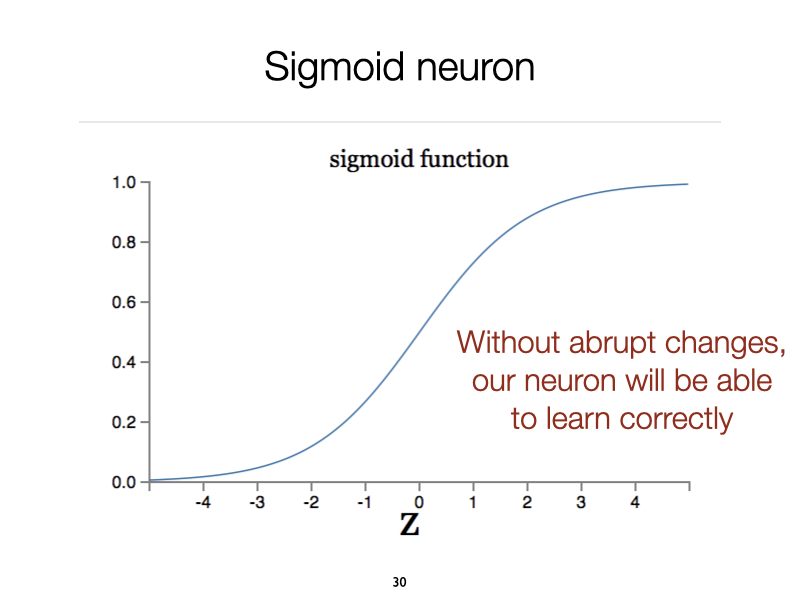 Sigmoid neuron
sigmoid function
1.0
0.8
0.6
0.4
0.2
0.0
Without abrupt changes,
our neuron will be able
to learn correctly
-4 -3 -2 -1 0 1 2 3 4
Z
30